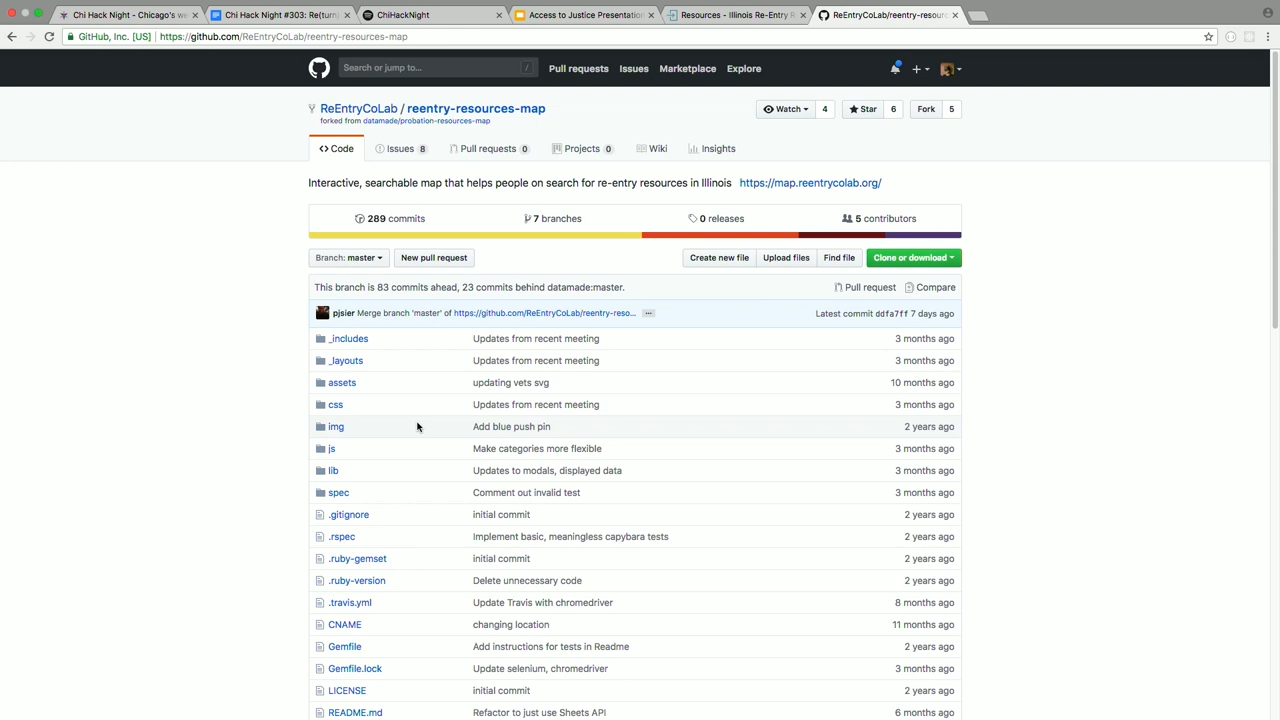 Chi Hack Night - Chicago's we
Chi Hack Night #303: Re(turn
ChiHackNight
Access to Justice Presentation
Resources - Illinois Re-Entry R
ReEntryCoLab/reentry-resourc
GitHub, Inc. [US] | https://github.com/ReEntryCoLab/reentry-resources-map
Search or jump to... /
Pull requests Issues Marketplace Explore
ReEntryCoLab / reentry-resources-map
Watch 4 Star 6 Fork 5
forked from datamade/probation-resources-map
Code Issues 8 Pull requests 0 Projects 0 Wiki Insights
Interactive, searchable map that helps people on search for re-entry resources in Illinois https://map.reentrycolab.org/
289 commits 7 branches 0 releases 5 contributors
Branch: master New pull request Create new file Upload files Find file Clone or download
This branch is 83 commits ahead, 23 commits behind datamade:master. Pull request Compare
pjsier Merge branch 'master' of https://github.com/ReEntryCoLab/reentry-reso... Latest commit ddfa7ff 7 days ago
_includes Updates from recent meeting 3 months ago
_layouts Updates from recent meeting 3 months ago
assets updating vets svg 10 months ago
css Updates from recent meeting 3 months ago
img Add blue push pin 2 years ago
js Make categories more flexible 3 months ago
lib Updates to modals, displayed data 3 months ago
spec Comment out invalid test 3 months ago
.gitignore initial commit 2 years ago
.rspec Implement basic, meaningless capybara tests 2 years ago
.ruby-gemset initial commit 2 years ago
.ruby-version Delete unnecessary code 2 years ago
.travis.yml Update Travis with chromedriver 8 months ago
CNAME changing location 11 months ago
Gemfile Add instructions for tests in Readme 2 years ago
Gemfile.lock Update selenium, chromedriver 3 months ago
LICENSE initial commit 2 years ago
README.md Refactor to just use Sheets API 6 months ago